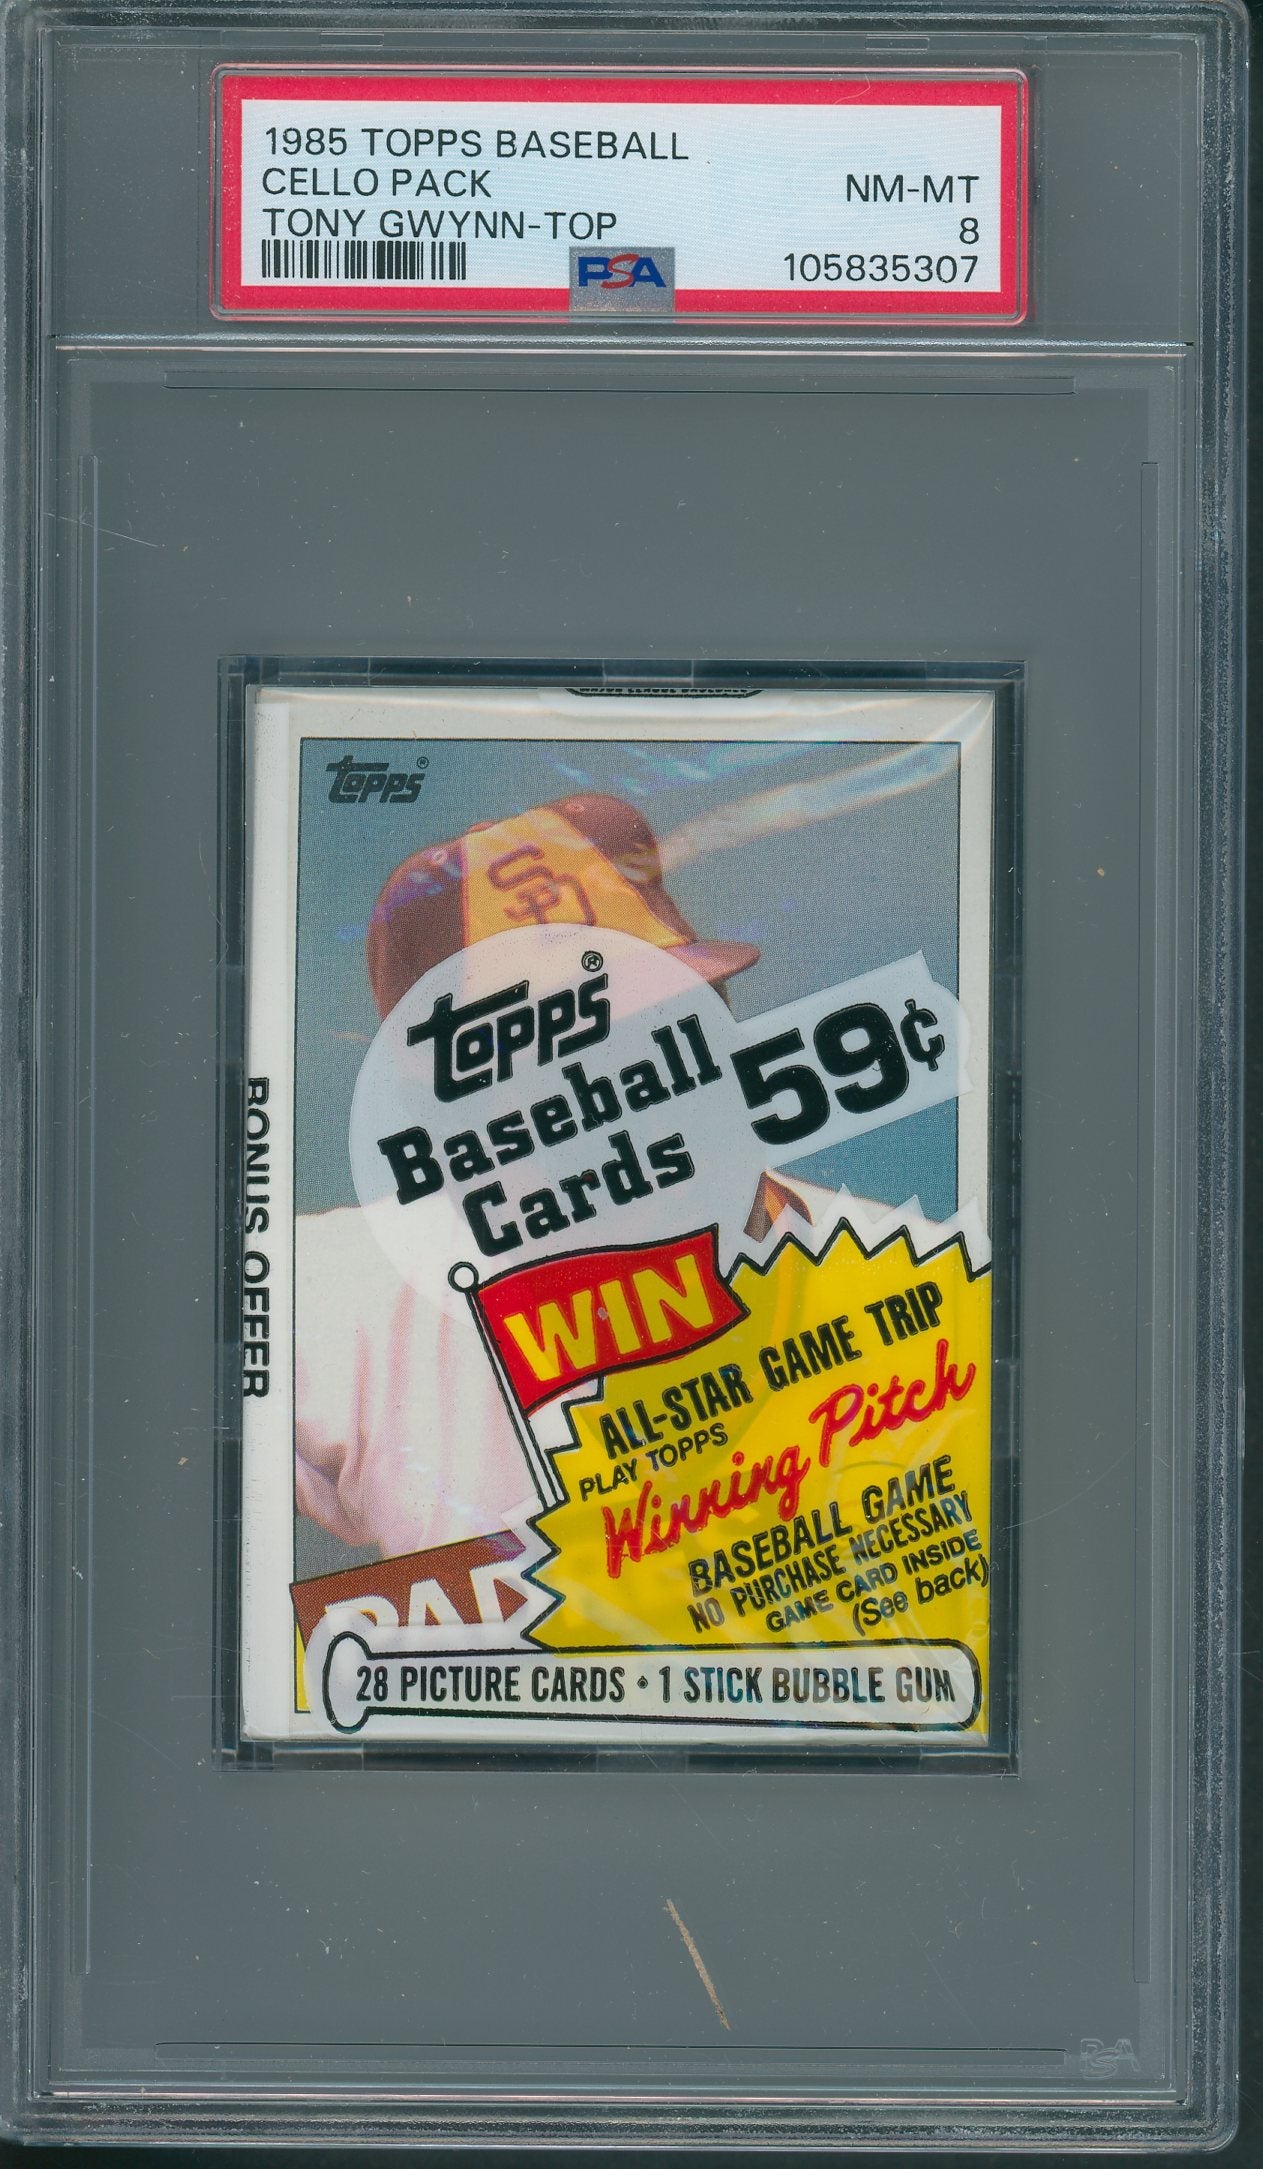 1985 TOPPS BASEBALL
CELLO PACK
NM-MT
TONY GWYNN-TOP
8
PSA
105835307
topps®
SD
topps®
Baseball
Cards
59¢
BONUS OFFER
WIN
ALL-STAR GAME TRIP
PLAY TOPPS
Winning Pitch
BASEBALL GAME
NO PURCHASE NECESSARY
GAME CARD INSIDE
(See back)
28 PICTURE CARDS • 1 STICK BUBBLE GUM
PSA